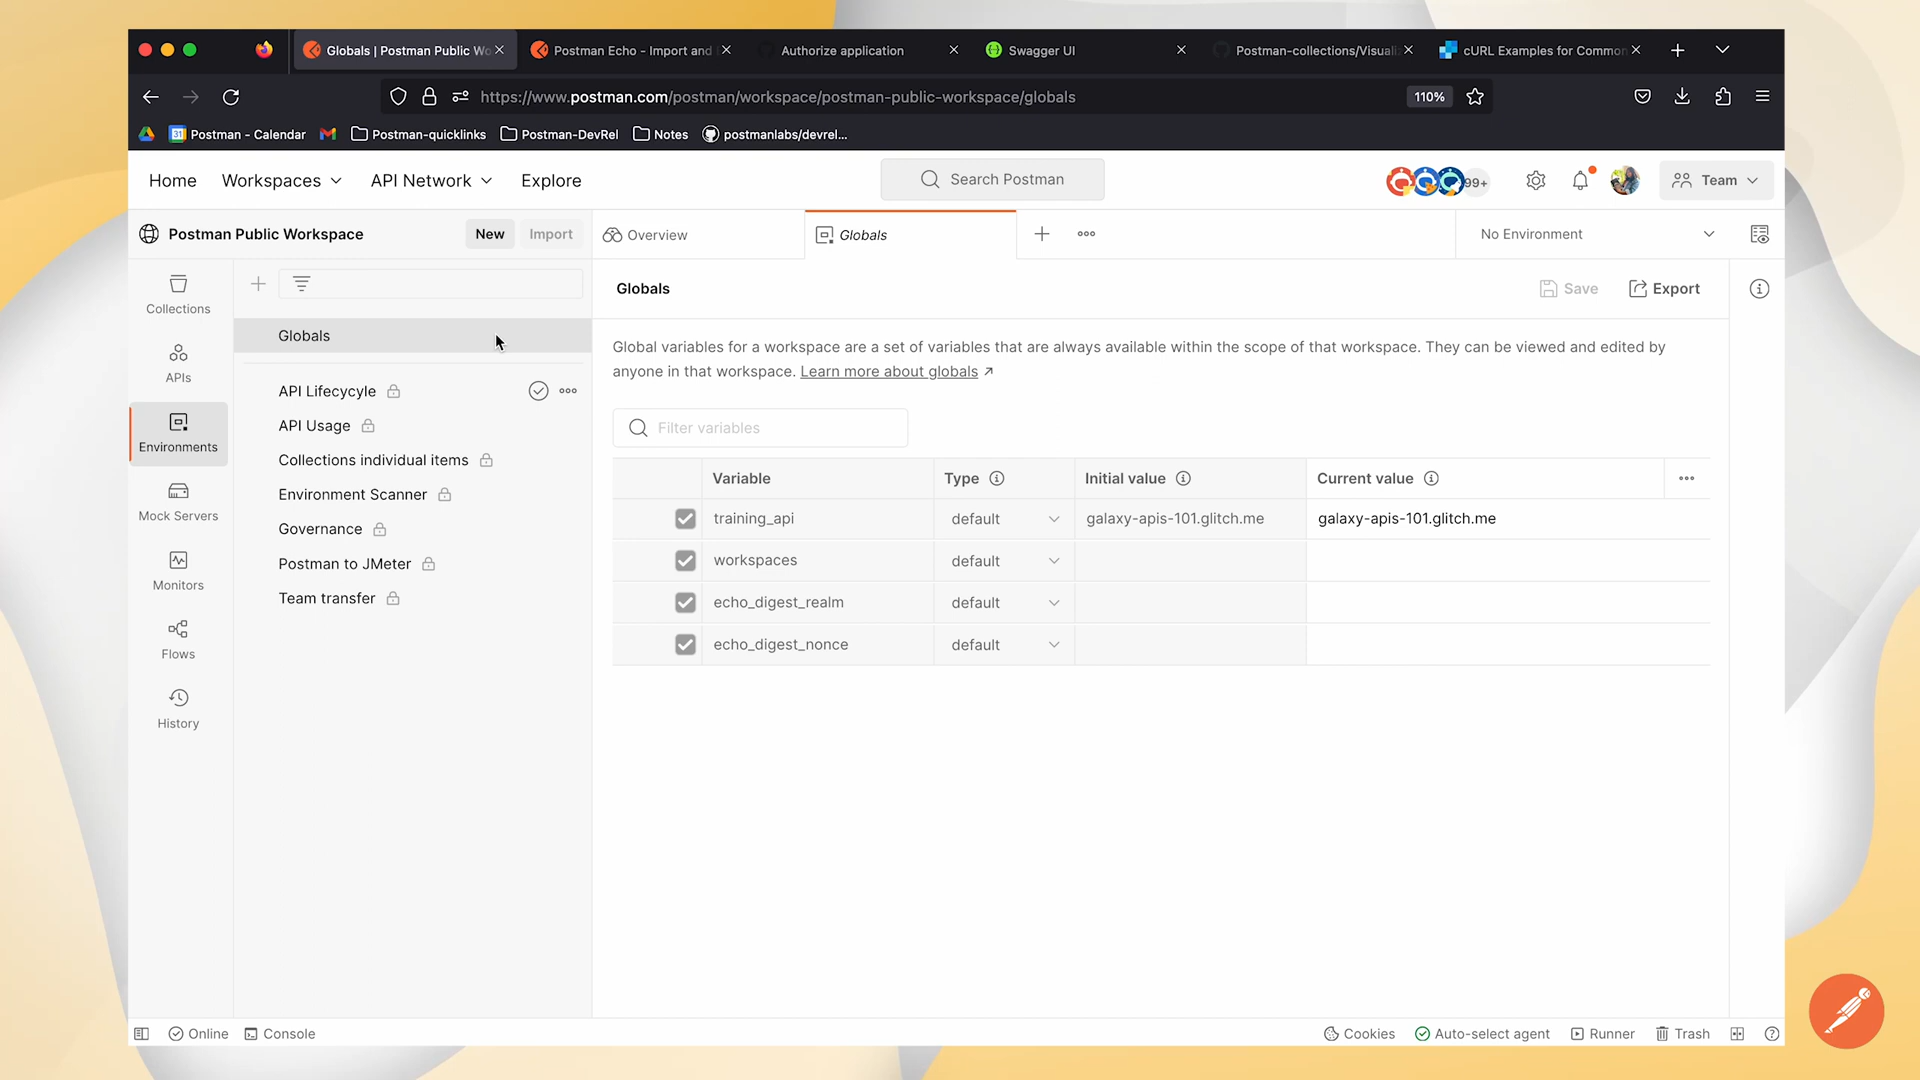 Globals | Postman Public Wo
Postman Echo - Import and
Authorize application
Swagger UI
Postman-collections/Visuali
cURL Examples for Common
https://www.postman.com/postman/workspace/postman-public-workspace/globals
110%
31
Postman - Calendar
Postman-quicklinks
Postman-DevRel
Notes
postmanlabs/devrel...
Home
Workspaces
API Network
Explore
Search Postman
99+
Team
Postman Public Workspace
New
Import
Overview
Globals
No Environment
Collections
APIs
Environments
Mock Servers
Monitors
Flows
History
Globals
API Lifecycyle
API Usage
Collections individual items
Environment Scanner
Governance
Postman to JMeter
Team transfer
Globals
Save
Export
Global variables for a workspace are a set of variables that are always available within the scope of that workspace. They can be viewed and edited by
anyone in that workspace. Learn more about globals ↗
Filter variables
Variable
Type
Initial value
Current value
training_api
default
galaxy-apis-101.glitch.me
galaxy-apis-101.glitch.me
workspaces
default
echo_digest_realm
default
echo_digest_nonce
default
Online
Console
Cookies
Auto-select agent
Runner
Trash